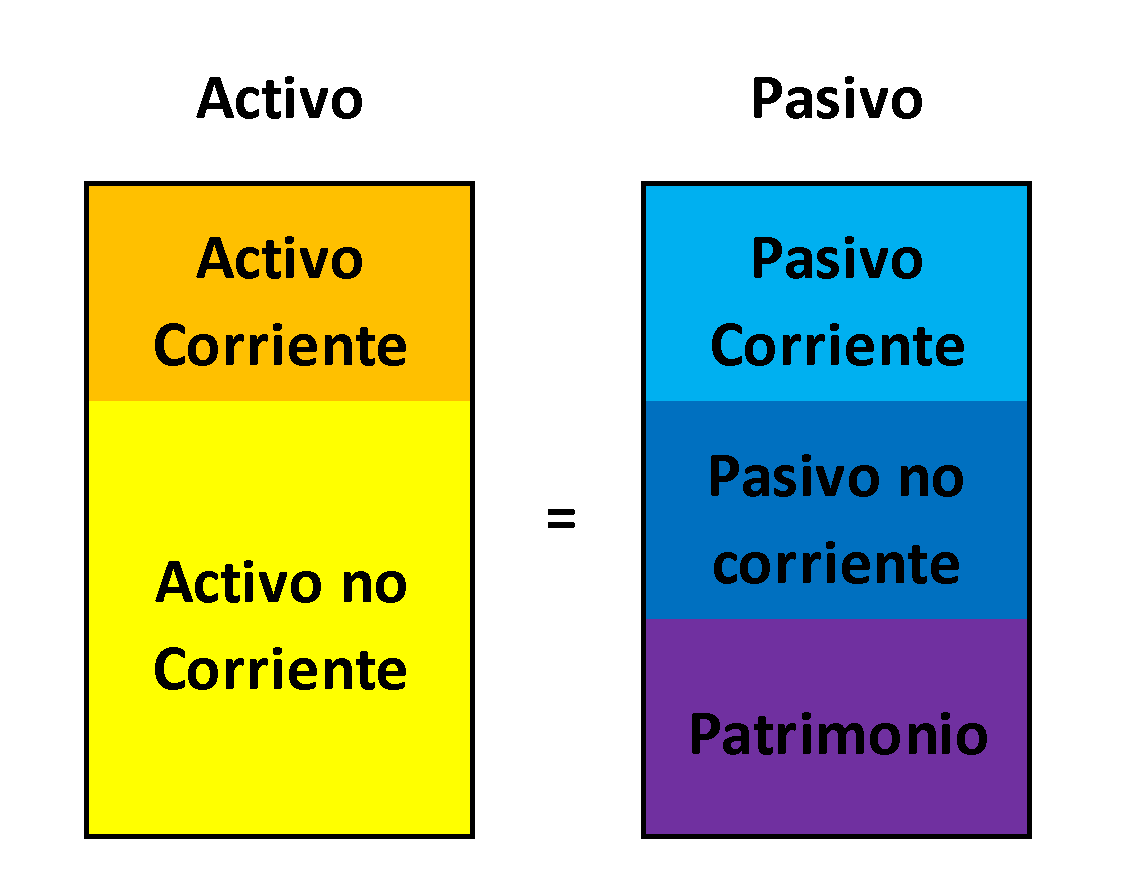 Activo
Pasivo
Activo
Corriente
Activo no
Corriente
=
Pasivo
Corriente
Pasivo no
corriente
Patrimonio